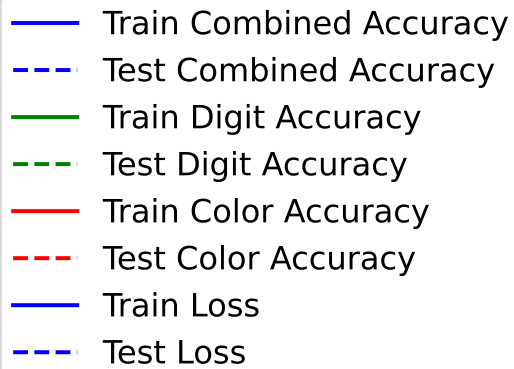 Train Combined Accuracy
Test Combined Accuracy
Train Digit Accuracy
Test Digit Accuracy
Train Color Accuracy
Test Color Accuracy
Train Loss
Test Loss